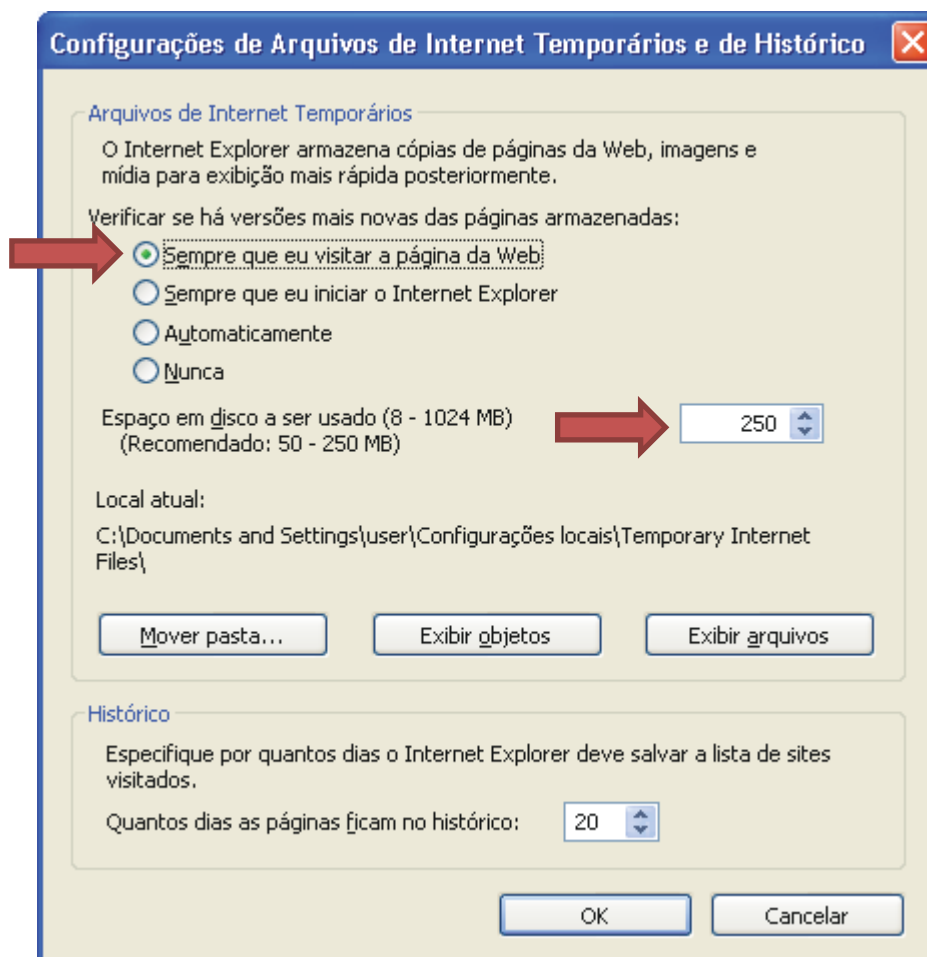 Configurações de Arquivos de Internet Temporários e de Histórico
Arquivos de Internet Temporários
O Internet Explorer armazena cópias de páginas da Web, imagens e
mídia para exibição mais rápida posteriormente.
Verificar se há versões mais novas das páginas armazenadas:
Sempre que eu visitar a página da Web
Sempre que eu iniciar o Internet Explorer
Automaticamente
Nunca
Espaço em disco a ser usado (8 - 1024 MB) 250
(Recomendado: 50 - 250 MB)
Local atual:
C:\Documents and Settings\user\Configurações locais\Temporary Internet
Files\
Mover pasta... Exibir objetos Exibir arquivos
Histórico
Especifique por quantos dias o Internet Explorer deve salvar a lista de sites
visitados.
Quantos dias as páginas ficam no histórico: 20
OK Cancelar